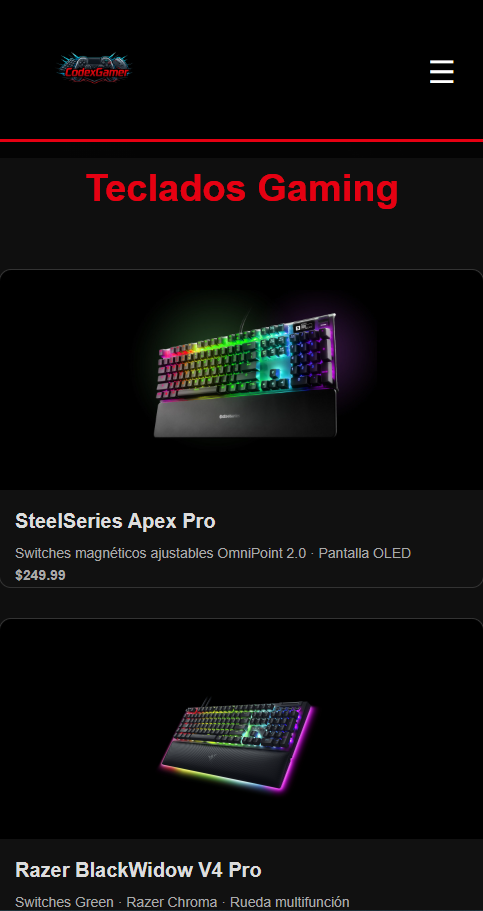 CodexGamer
☰
Teclados Gaming
SteelSeries Apex Pro
Switches magnéticos ajustables OmniPoint 2.0 · Pantalla OLED
$249.99
Razer BlackWidow V4 Pro
Switches Green · Razer Chroma · Rueda multifunción